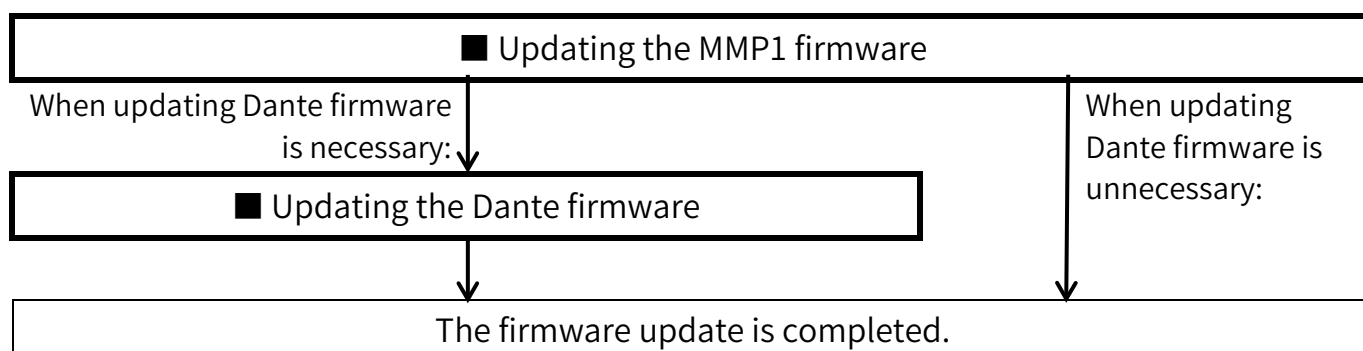 ■ Updating the MMP1 firmware
When updating Dante firmware
is necessary:
When updating
Dante firmware is
unnecessary:
■ Updating the Dante firmware
The firmware update is completed.